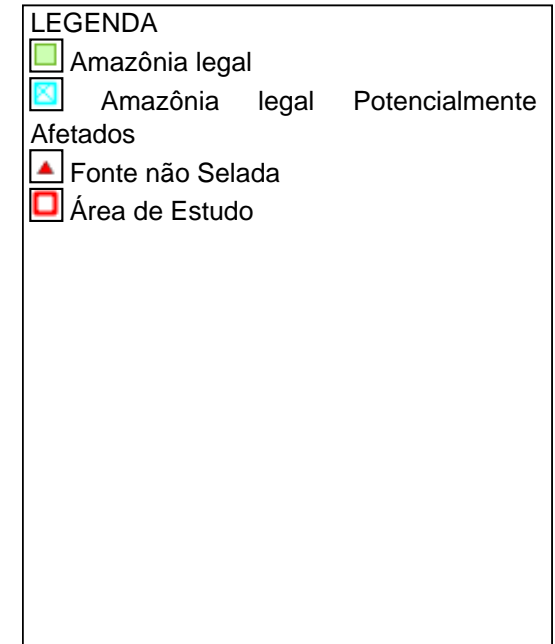 LEGENDA
Amazônia legal
Amazônia legal Potencialmente
Afetados
Fonte não Selada
Área de Estudo